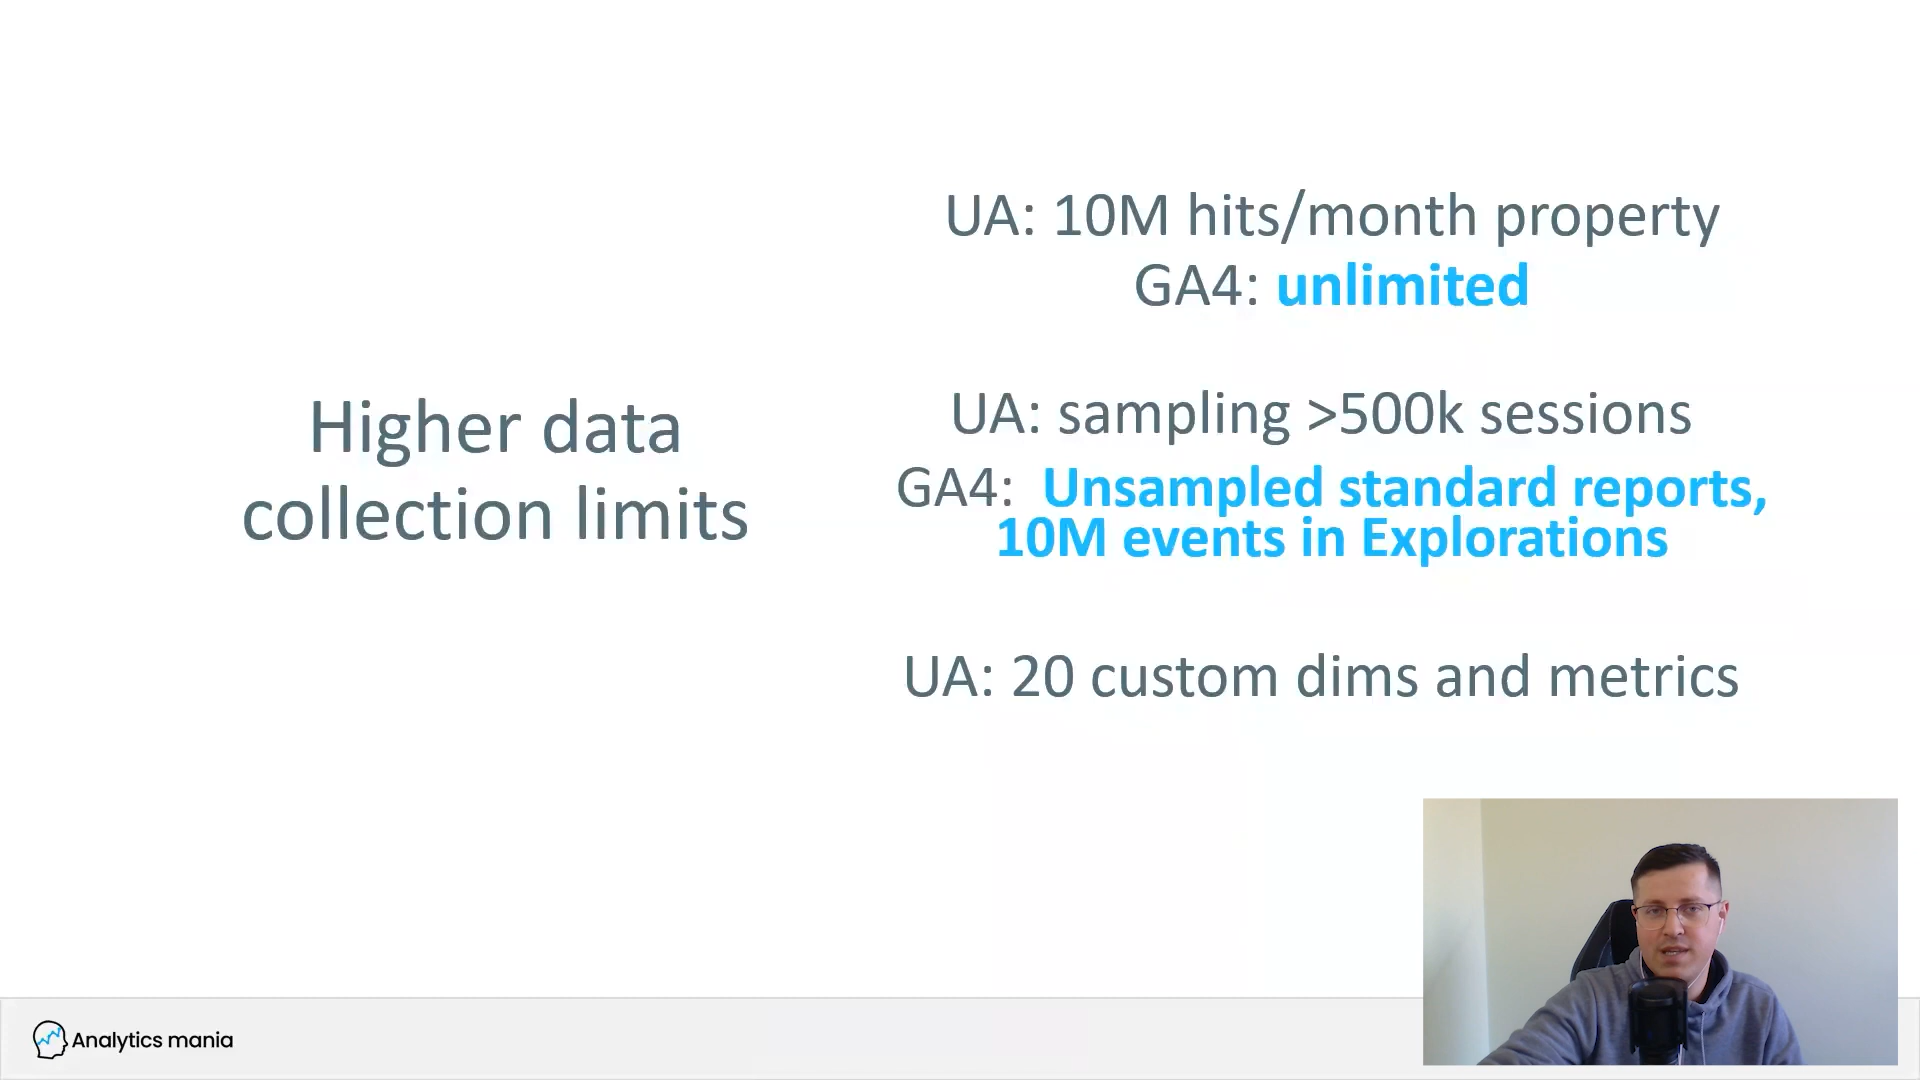 Higher data
collection limits
UA: 10M hits/month property
GA4: unlimited
UA: sampling >500k sessions
GA4: Unsampled standard reports,
10M events in Explorations
UA: 20 custom dims and metrics
Analytics mania